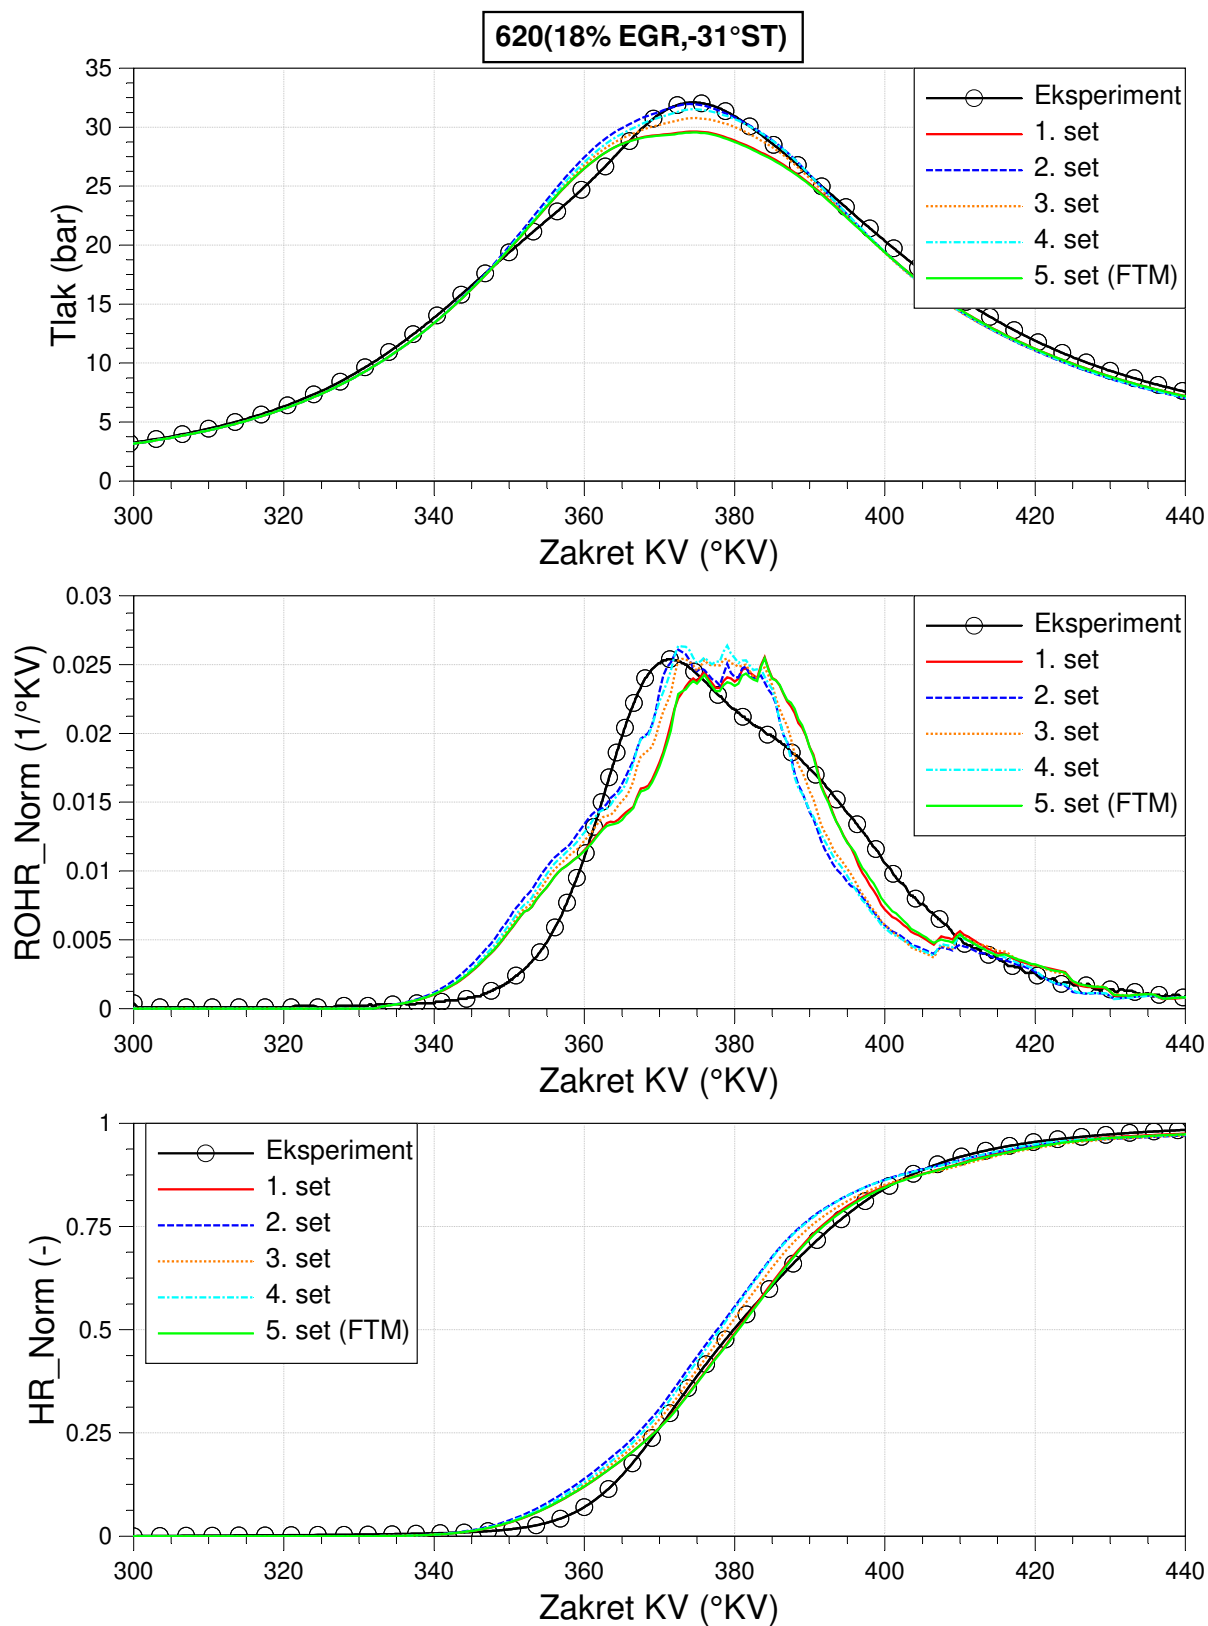 620(18% EGR,-31°ST)
35
30
25
20
15
10
5
0
Tlak (bar)
Eksperiment
1. set
2. set
3. set
4. set
5. set (FTM)
300 320 340 360 380 400 420 440
Zakret KV (°KV)
0.03
0.025
0.02
0.015
0.01
0.005
0
ROHR_Norm (1/°KV)
Eksperiment
1. set
2. set
3. set
4. set
5. set (FTM)
300 320 340 360 380 400 420 440
Zakret KV (°KV)
1
0.75
0.5
0.25
0
HR_Norm (-)
Eksperiment
1. set
2. set
3. set
4. set
5. set (FTM)
300 320 340 360 380 400 420 440
Zakret KV (°KV)